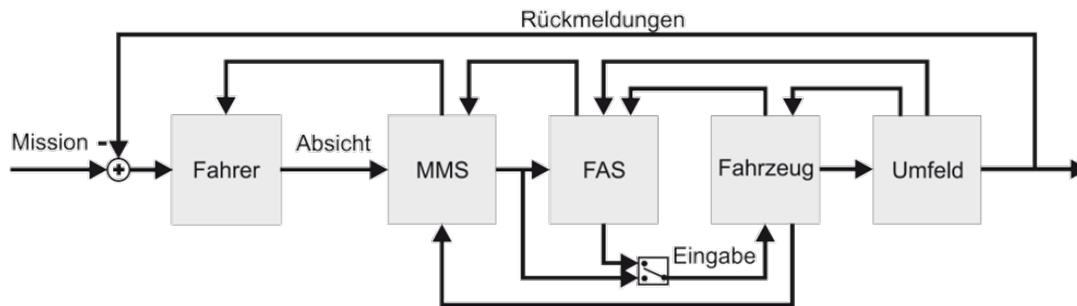 Rückmeldungen
Mission -
+
Fahrer
Absicht
MMS
FAS
Fahrzeug
Umfeld
Eingabe